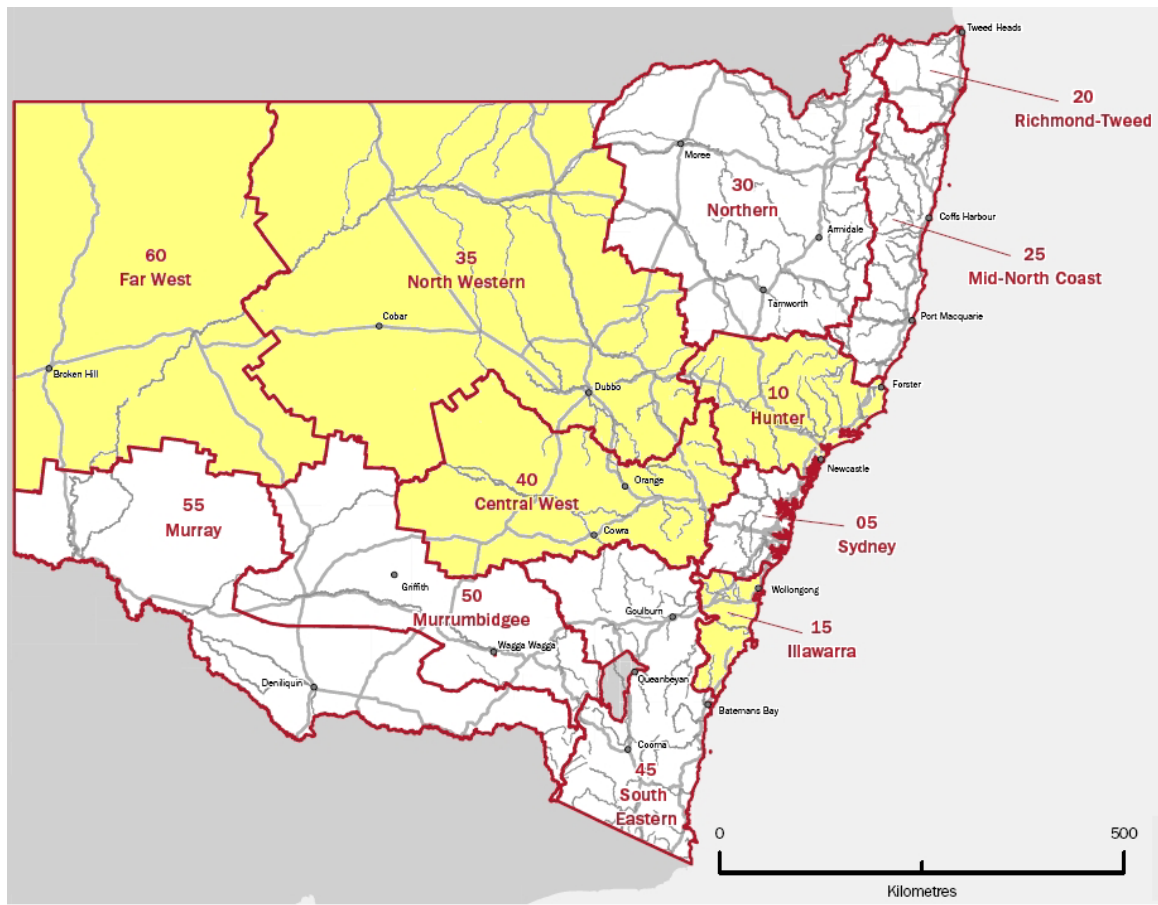 Tweed Heads
20
Richmond-Tweed
Moree
30
Northern
Coffs Harbour
Armidale
60
Far West
35
North Western
25
Mid-North Coast
Tamworth
Cobar
Port Macquarie
Broken Hill
Dubbo
Forster
10
Hunter
Newcastle
40
Central West
Orange
55
Murray
Cowra
05
Sydney
Griffith
Wollongong
50
Murrumbidgee
Goulburn
15
Illawarra
Wagga Wagga
Queanbeyan
Deniliquin
Batemans Bay
Cooma
45
South
Eastern
0
500
Kilometres